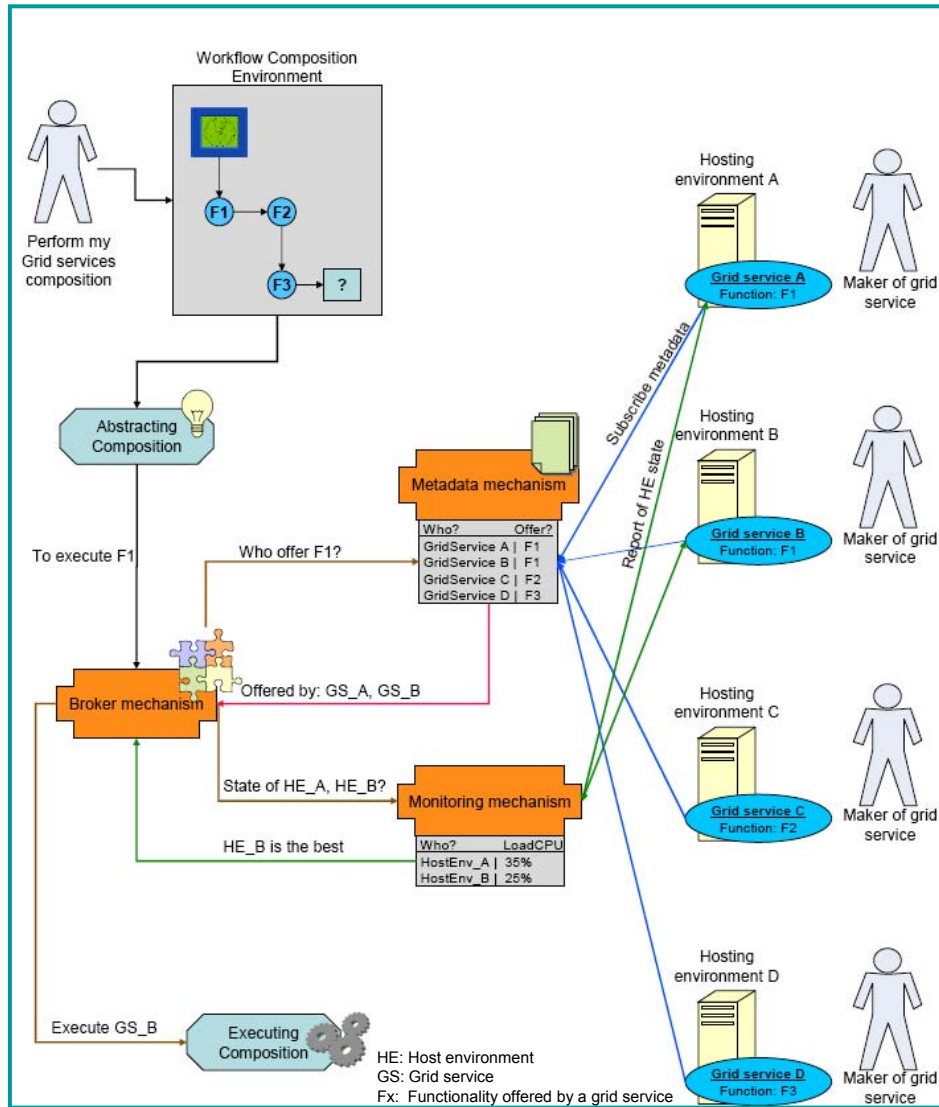 Workflow Composition
Environment
F1
F2
F3
?
Perform my
Grid services
composition
Abstracting
Composition
To execute F1
Who offer F1?
Metadata mechanism
Who? Offer?
GridService A | F1
GridService B | F1
GridService C | F2
GridService D | F3
Subscribe metadata
Report of HE state
Broker mechanism
Offered by: GS_A, GS_B
State of HE_A, HE_B?
Monitoring mechanism
Who? LoadCPU
HostEnv_A | 35%
HostEnv_B | 25%
HE_B is the best
Execute GS_B
Executing
Composition
Hosting
environment A
Grid service A
Function: F1
Maker of grid
service
Hosting
environment B
Grid service B
Function: F1
Maker of grid
service
Hosting
environment C
Grid service C
Function: F2
Maker of grid
service
Hosting
environment D
Grid service D
Function: F3
Maker of grid
service
HE: Host environment
GS: Grid service
Fx: Functionality offered by a grid service